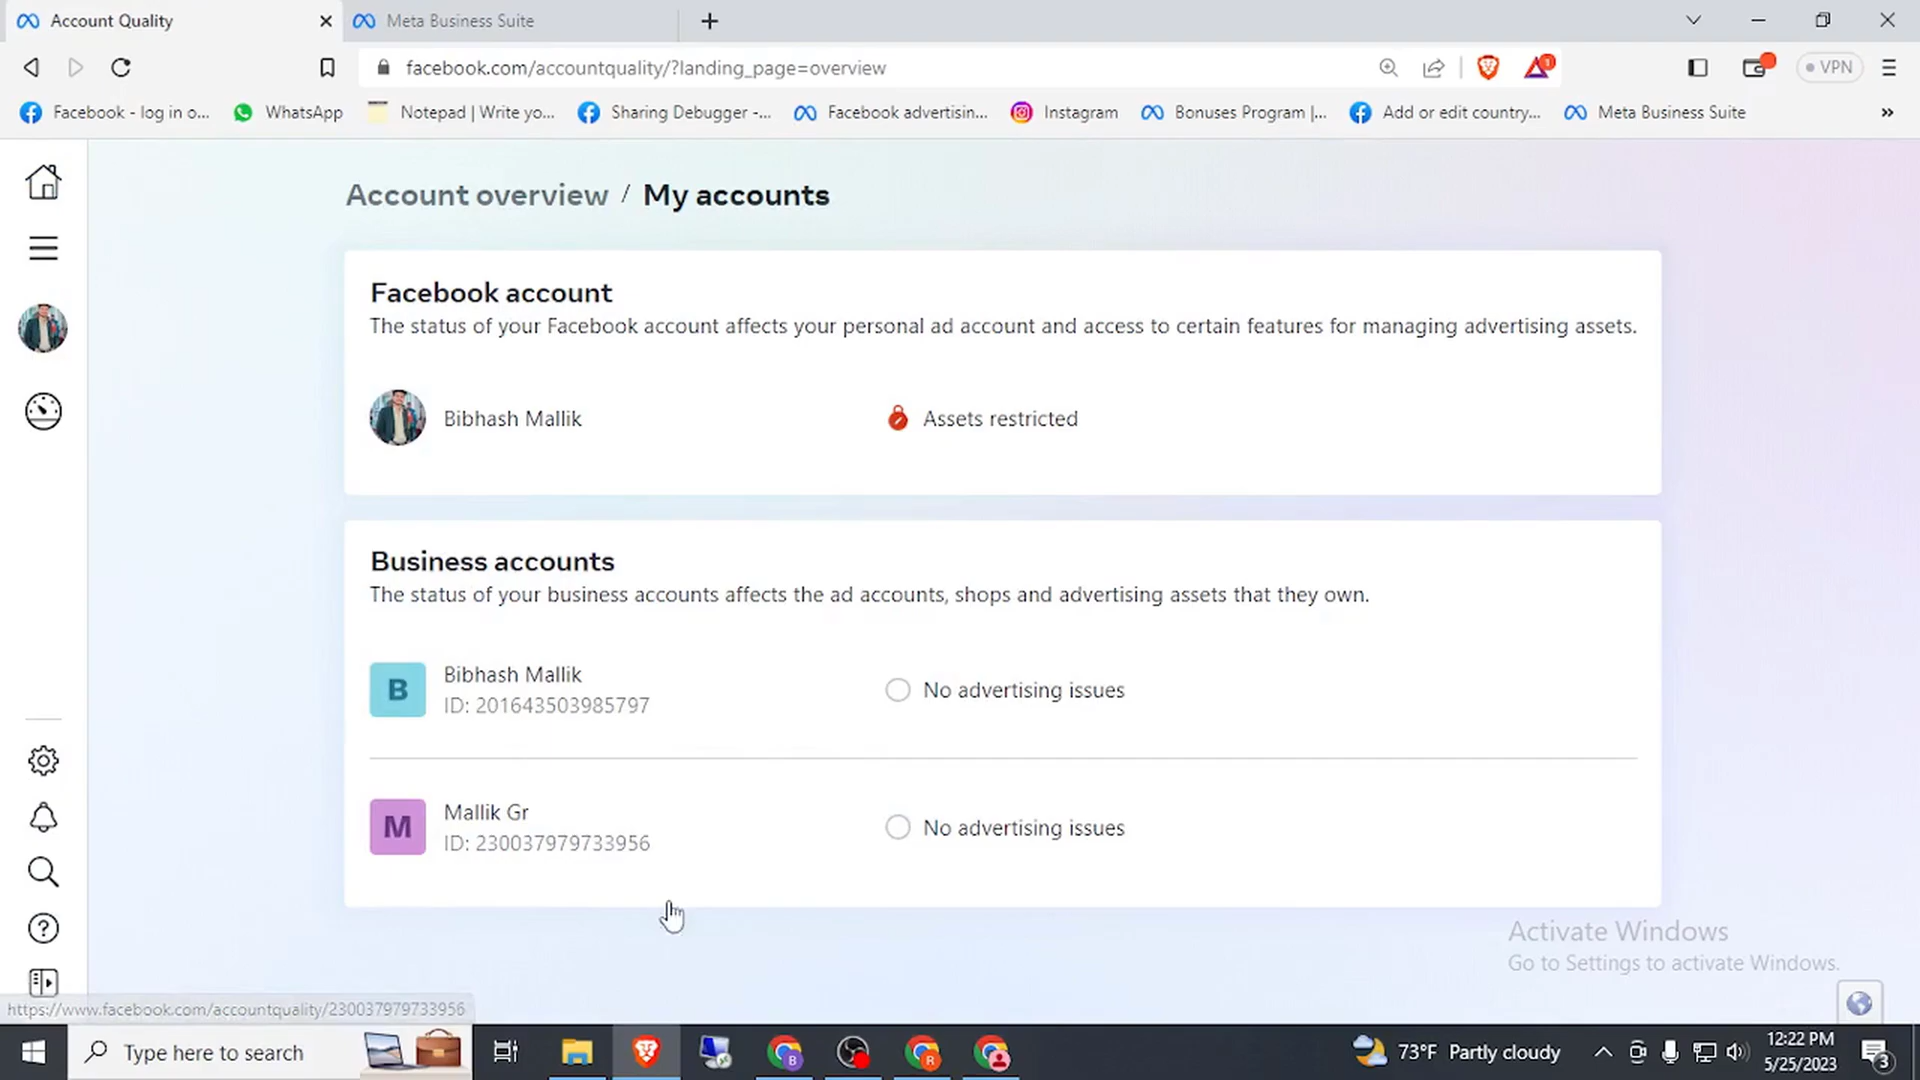 Account Quality
Meta Business Suite
facebook.com/accountquality/?landing_page=overview
1
VPN
Facebook - log in o...
WhatsApp
Notepad | Write yo...
Sharing Debugger -...
Facebook advertisin...
Instagram
Bonuses Program |...
Add or edit country...
Meta Business Suite
»
Account overview / My accounts
Facebook account
The status of your Facebook account affects your personal ad account and access to certain features for managing advertising assets.
Bibhash Mallik
Assets restricted
Business accounts
The status of your business accounts affects the ad accounts, shops and advertising assets that they own.
B
Bibhash Mallik
ID: 201643503985797
No advertising issues
M
Mallik Gr
ID: 230037979733956
No advertising issues
Activate Windows
Go to Settings to activate Windows.
https://www.facebook.com/accountquality/230037979733956
Type here to search
B
R
73°F Partly cloudy
12:22 PM
5/25/2023
3